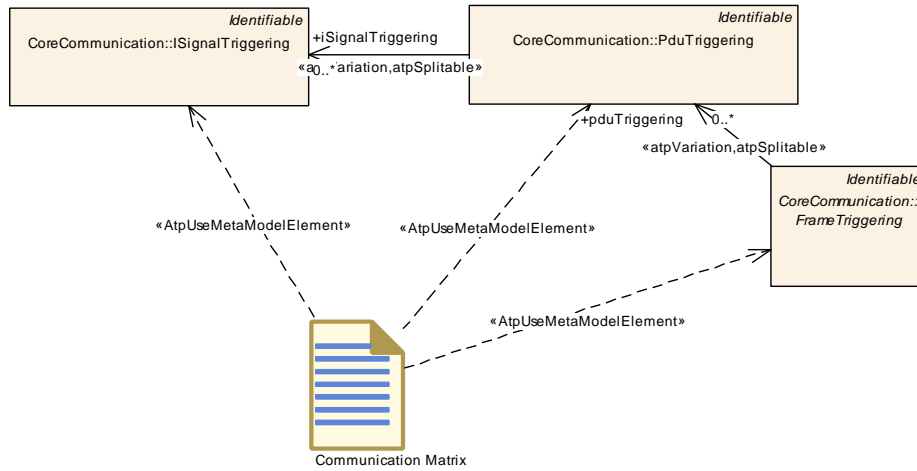 Identifiable
CoreCommunication::ISignalTriggering
Identifiable
CoreCommunication::PduTriggering
+iSignalTriggering
0..*
+pduTriggering
0..*
«atpVariation,atpSplitable»
Identifiable
CoreCommunication::
FrameTriggering
«AtpUseMetaModelElement»
«AtpUseMetaModelElement»
«AtpUseMetaModelElement»
Communication Matrix